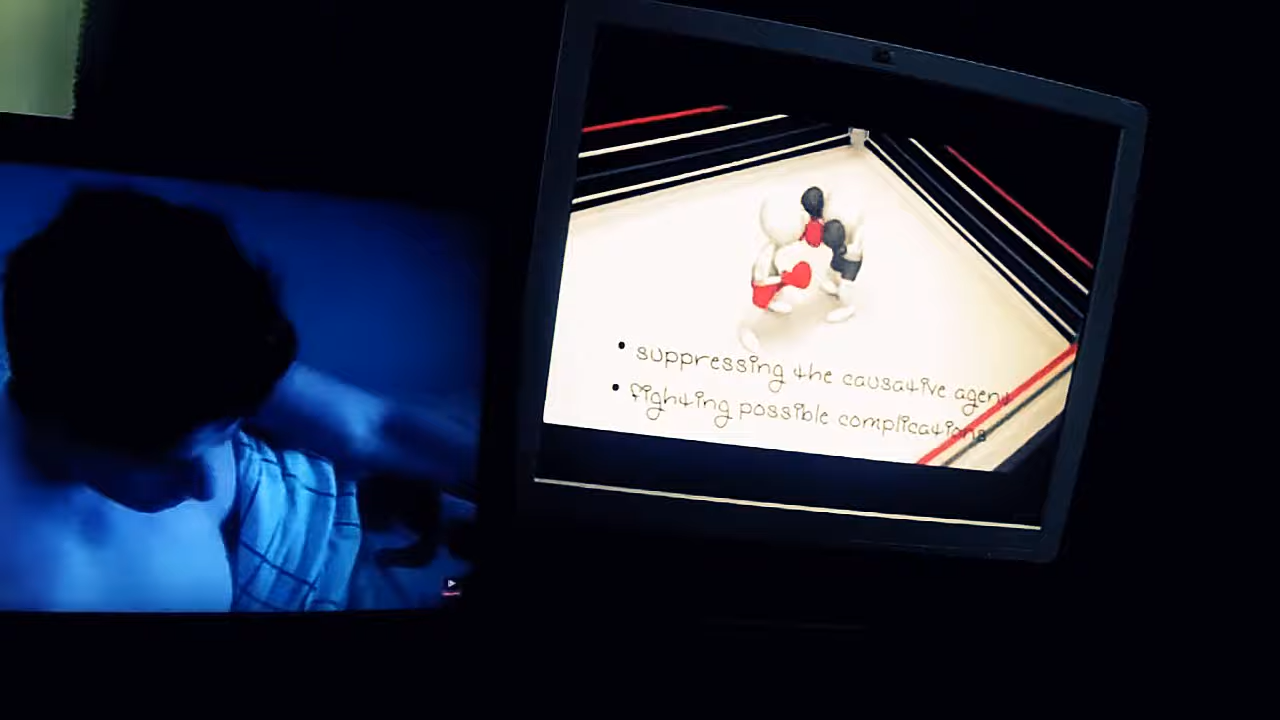 suppressing the causative agent
fighting possible complications